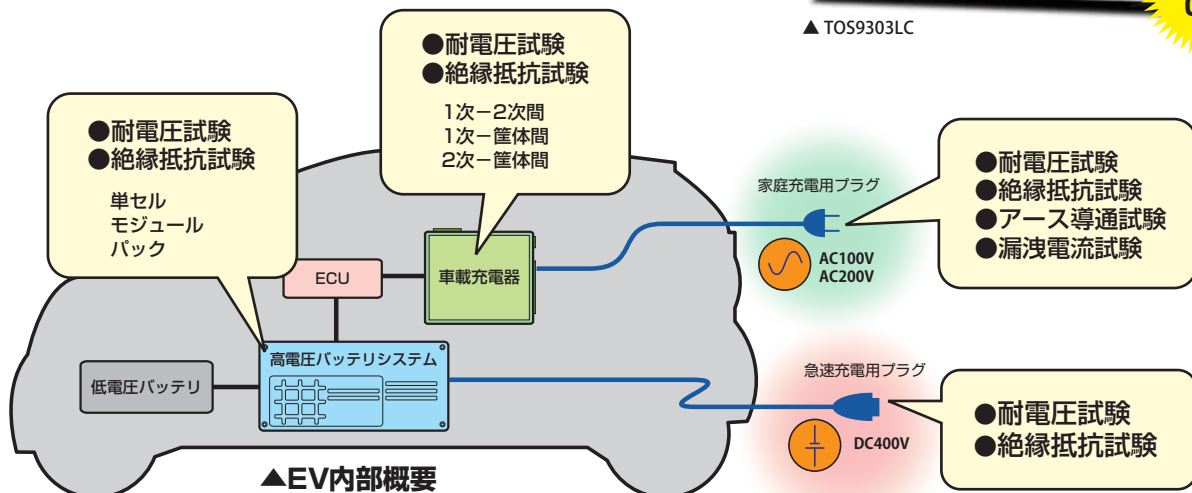 ▲ TOS9303LC
●耐電圧試験
●絶縁抵抗試験
1次－2次間
1次－筐体間
2次－筐体間
●耐電圧試験
●絶縁抵抗試験
単セル
モジュール
パック
家庭充電用プラグ
AC100V
AC200V
●耐電圧試験
●絶縁抵抗試験
●アース導通試験
●漏洩電流試験
ECU
車載充電器
高電圧バッテリシステム
低電圧バッテリ
急速充電用プラグ
DC400V
●耐電圧試験
●絶縁抵抗試験
▲EV内部概要